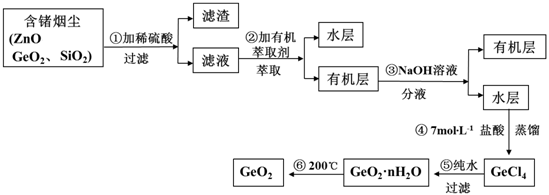 含锗烟尘
(ZnO
GeO₂、SiO₂)
①加稀硫酸
过滤
滤渣
滤液
②加有机
萃取剂
萃取
水层
有机层
③NaOH溶液
分液
有机层
水层
④ 7mol·L⁻¹ 盐酸 蒸馏
GeCl₄
⑤纯水
过滤
GeO₂·nH₂O
⑥ 200℃
GeO₂